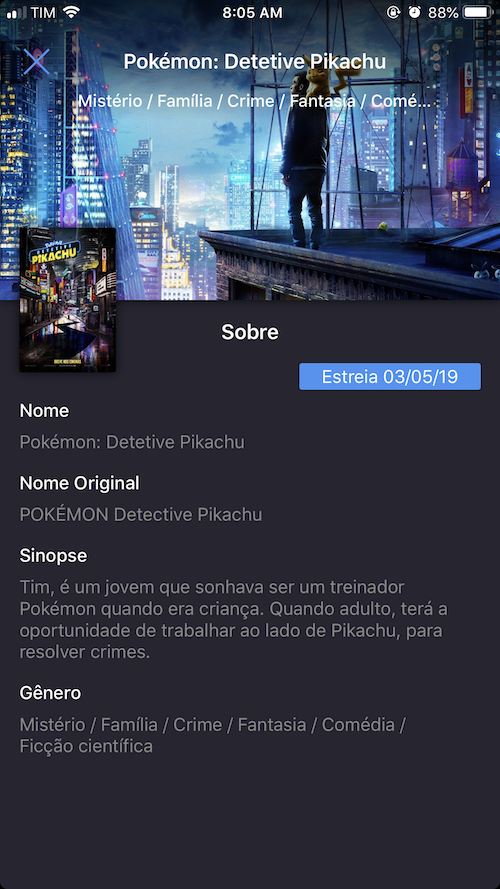 TIM 8:05 AM 88%
Pokémon: Detetive Pikachu
Mistério / Família / Crime / Fantasia / Comé...
PIKACHU
Sobre
Estreia 03/05/19
Nome
Pokémon: Detetive Pikachu
Nome Original
POKÉMON Detective Pikachu
Sinopse
Tim, é um jovem que sonhava ser um treinador
Pokémon quando era criança. Quando adulto, terá a
oportunidade de trabalhar ao lado de Pikachu, para
resolver crimes.
Gênero
Mistério / Família / Crime / Fantasia / Comédia /
Ficção científica